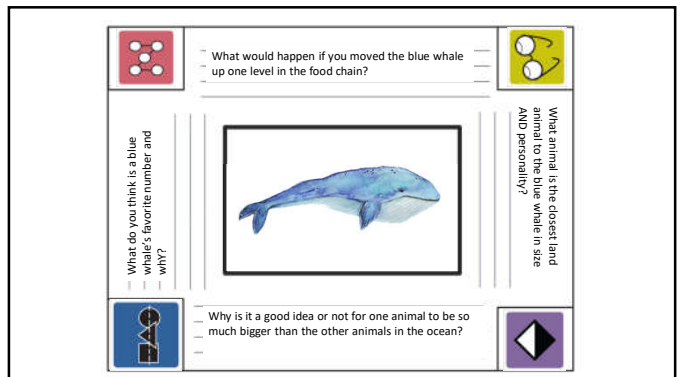 What would happen if you moved the blue whale
up one level in the food chain?
What do you think is a blue
whale's favorite number and
whY?
What animal is the closest land
animal to the blue whale in size
AND personality?
Why is it a good idea or not for one animal to be so
much bigger than the other animals in the ocean?